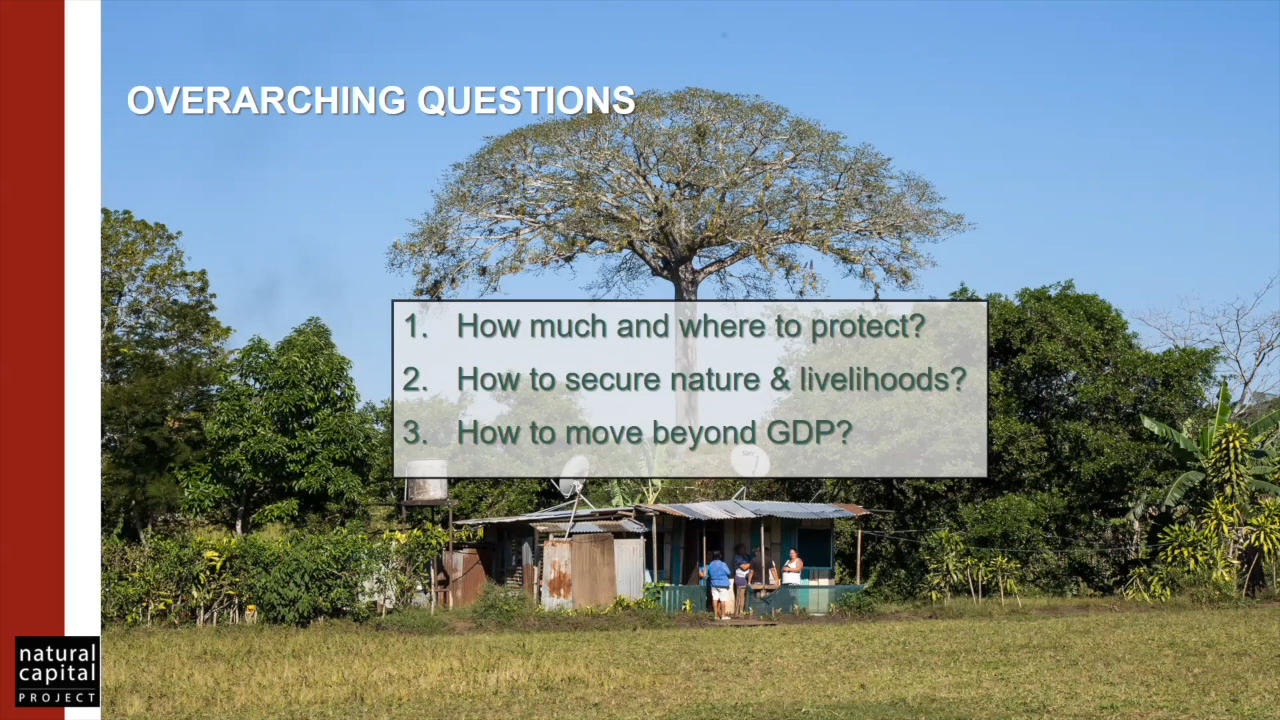 OVERARCHING QUESTIONS
1. How much and where to protect?
2. How to secure nature & livelihoods?
3. How to move beyond GDP?
natural
capital
PROJECT